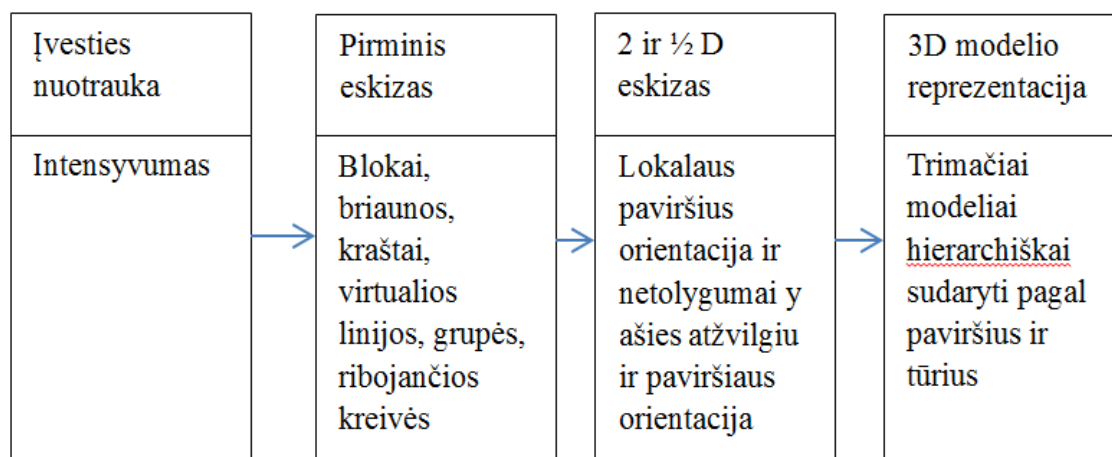 Įvesties
nuotrauka
Intensyvumas
Pirminis
eskizas
Blokai,
briaunos,
kraštai,
virtualios
linijos, grupės,
ribojančios
kreivės
2 ir ½ D
eskizas
Lokalaus
paviršius
orientacija ir
netolygumai y
ašies atžvilgiu
ir paviršiaus
orientacija
3D modelio
reprezentacija
Trimačiai
modeliai
hierarchiškai
sudaryti pagal
paviršius ir
tūrius